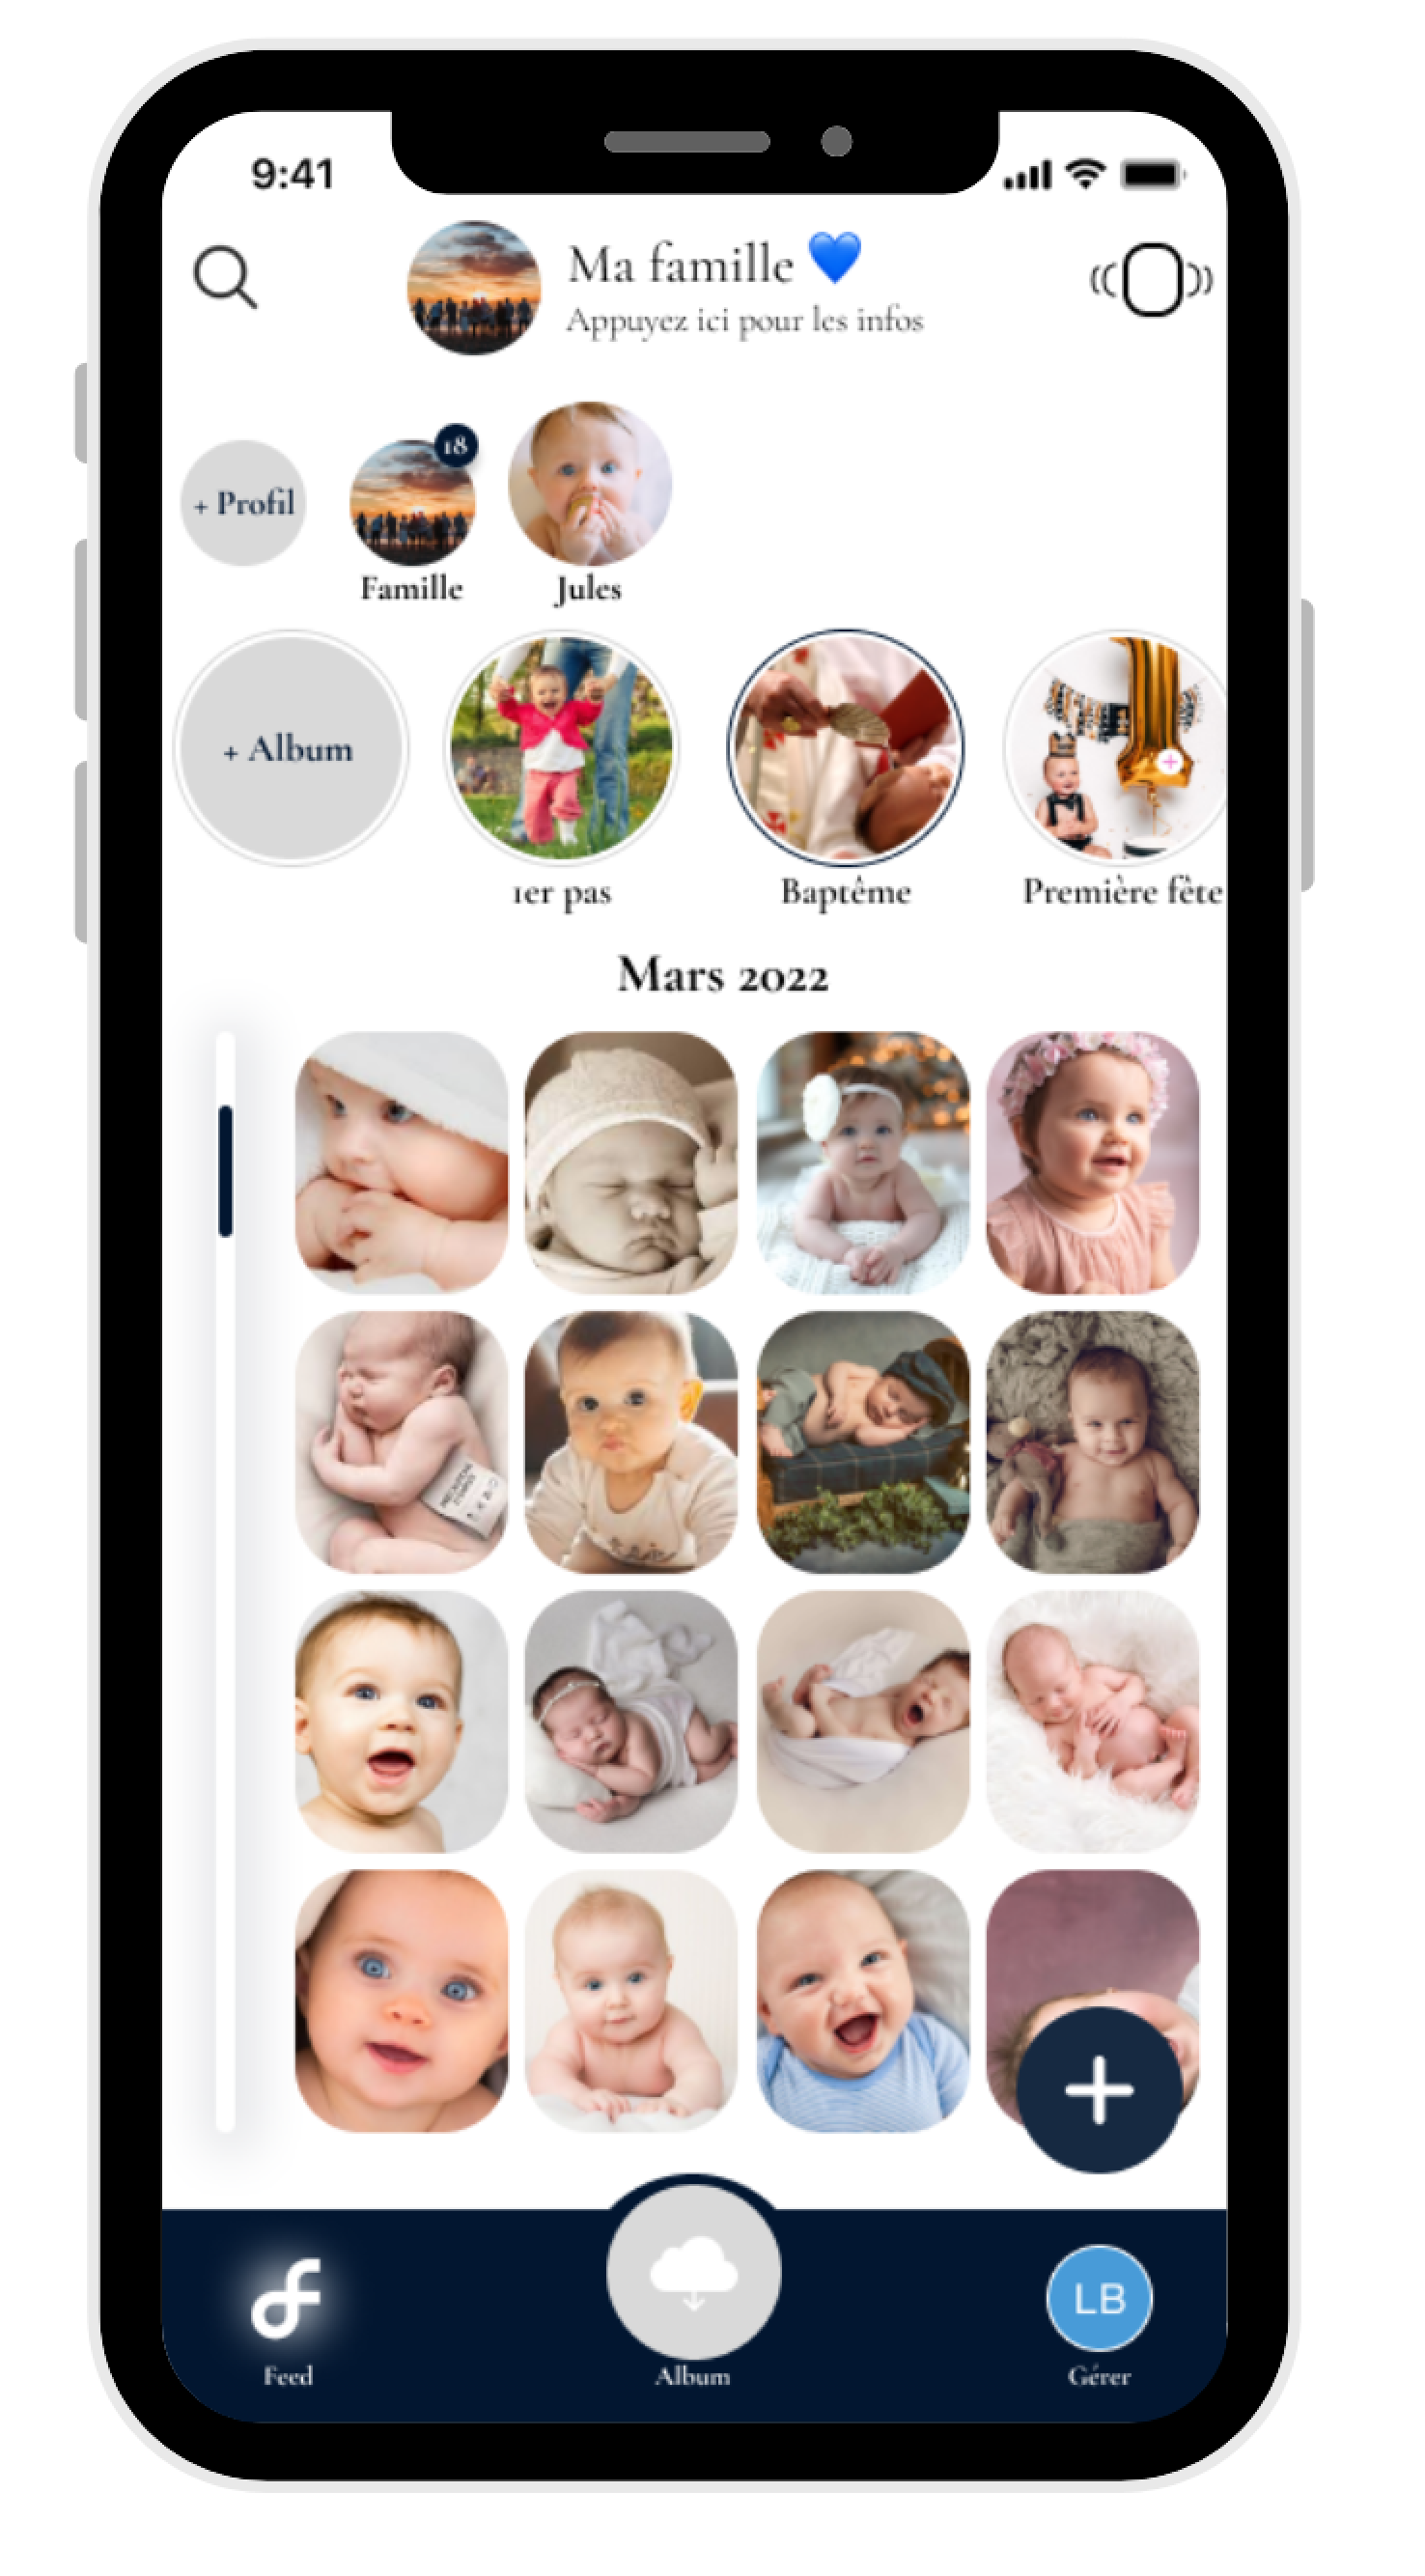 9:41
Ma famille 💙
Appuyez ici pour les infos
+ Profil
18
Famille
Jules
+ Album
1er pas
Baptême
Première fête
Mars 2022
Feed
Album
LB
Gérer